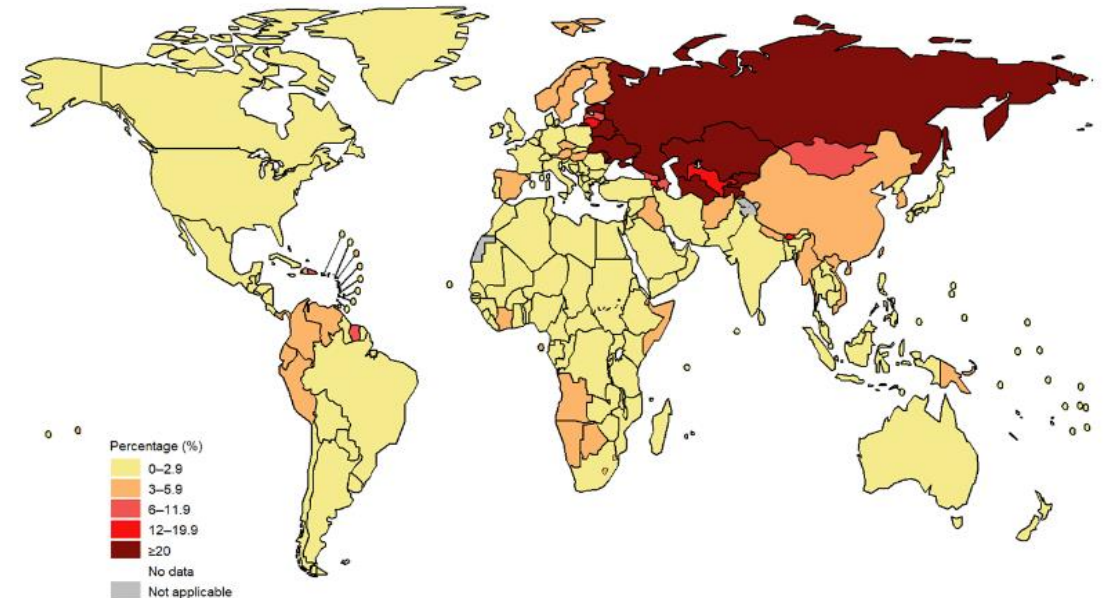 Percentage (%)
0–2.9
3–5.9
6–11.9
12–19.9
≥20
No data
Not applicable